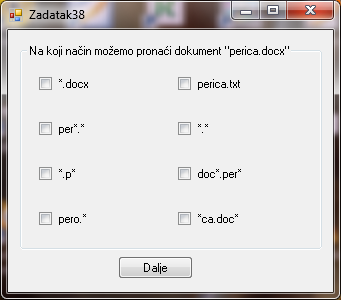 Zadatak38
Na koji način možemo pronaći dokument "perica.docx"
*.docx perica.txt
per*.* *.*
*.p* doc*.per*
pero.* *ca.doc*
Dalje